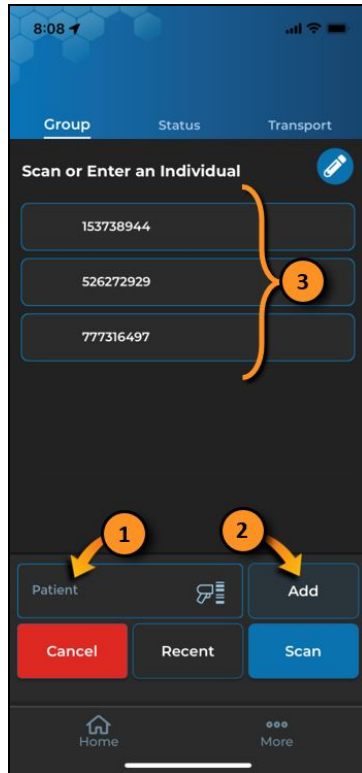 8:08
Group Status Transport
Scan or Enter an Individual
153738944
526272929
3
777316497
1
2
Patient
Add
Cancel Recent Scan
Home More